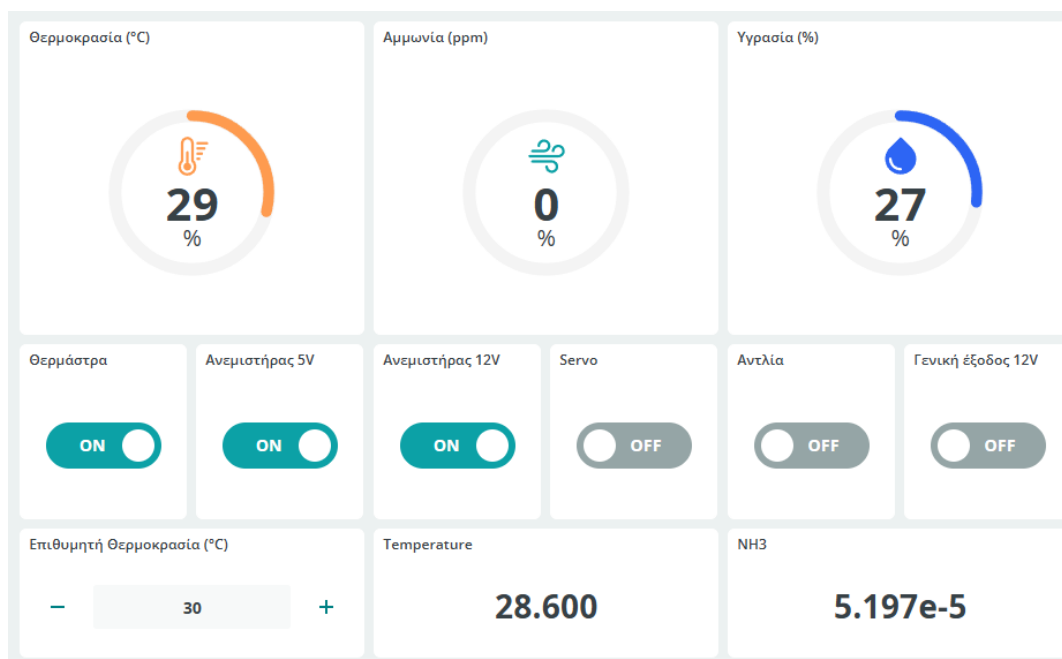 Θερμοκρασία (°C)
Αμμωνία (ppm)
Υγρασία (%)
29
%
0
%
27
%
Θερμάστρα
Ανεμιστήρας 5V
Ανεμιστήρας 12V
Servo
Αντλία
Γενική έξοδος 12V
ON
ON
ON
OFF
OFF
OFF
Επιθυμητή Θερμοκρασία (°C)
Temperature
NH3
− 30 +
28.600
5.197e-5